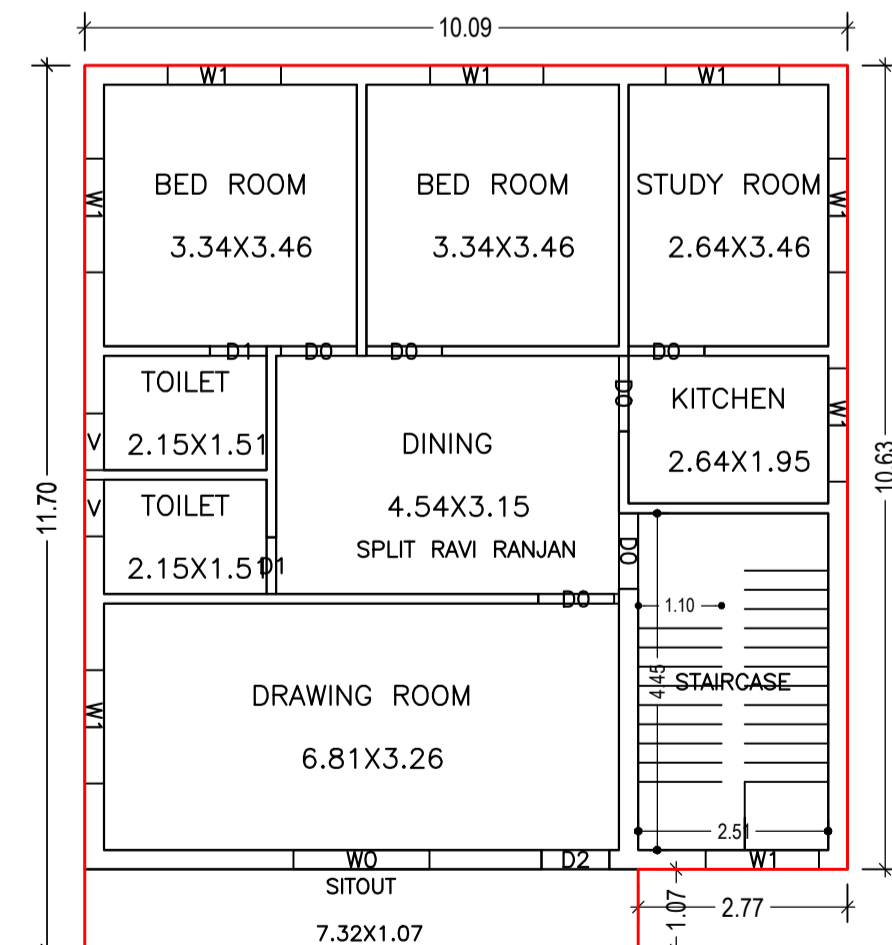 10.09
W1 W1 W1
BED ROOM BED ROOM STUDY ROOM
W1 W1
3.34X3.46 3.34X3.46 2.64X3.46
D1 D0 D0 D0
TOILET
D0 KITCHEN W1
V 2.15X1.51 DINING
2.64X1.95
11.70 10.63
V TOILET 4.54X3.15
SPLIT RAVI RANJAN D0
2.15X1.51 D1
D0 1.10
DRAWING ROOM 4.45 STAIRCASE
W1
6.81X3.26
2.51
W0 D2 W1
SITOUT
1.07 2.77
7.32X1.07